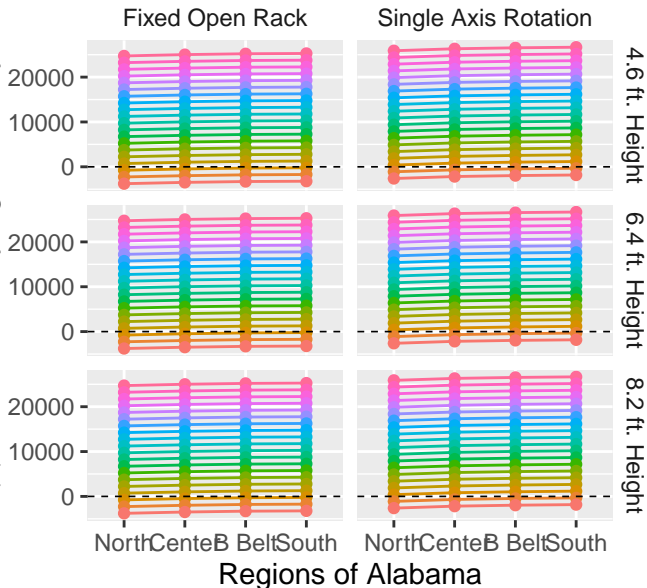 Fixed Open Rack Single Axis Rotation
20000
10000
0
4.6 ft. Height
20000
10000
0
6.4 ft. Height
20000
10000
0
8.2 ft. Height
North Center B Belt South North Center B Belt South
Regions of Alabama